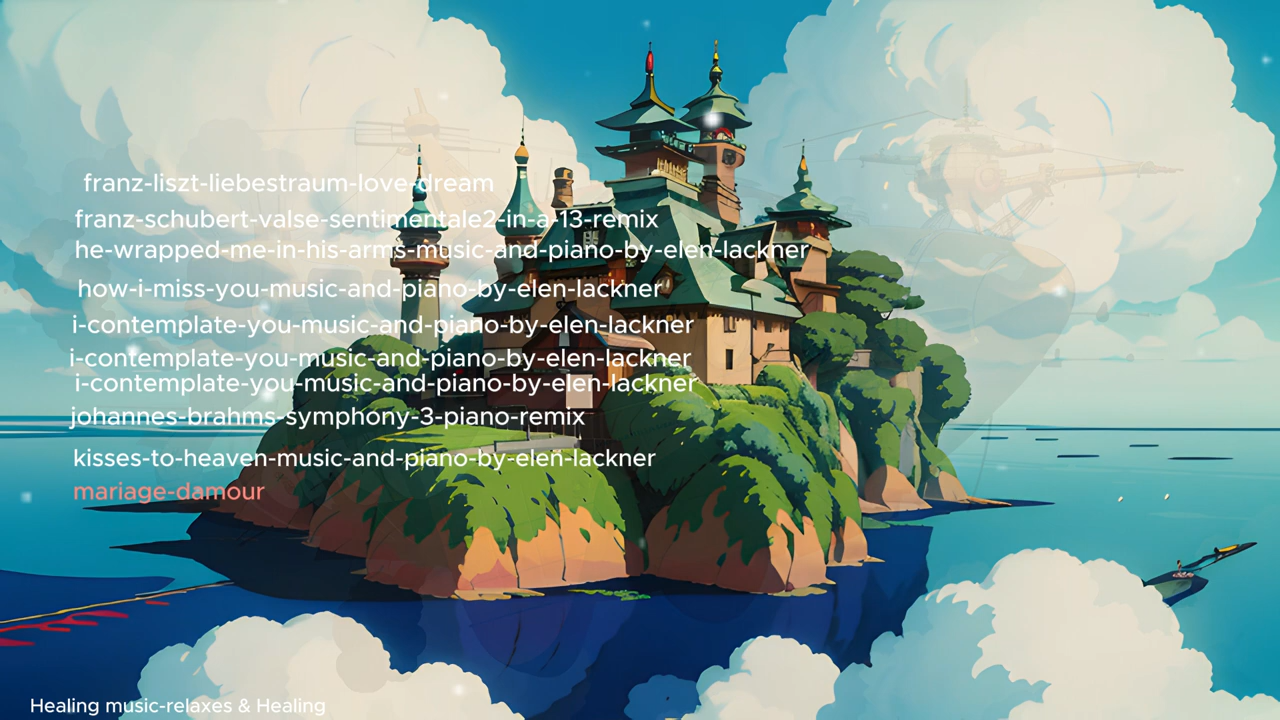 franz-liszt-liebestraum-love-dream
franz-schubert-valse-sentimentale2-in-a-13-remix
he-wrapped-me-in-his-arms-music-and-piano-by-elen-lackner
how-i-miss-you-music-and-piano-by-elen-lackner
i-contemplate-you-music-and-piano-by-elen-lackner
i-contemplate-you-music-and-piano-by-elen-lackner
i-contemplate-you-music-and-piano-by-elen-lackner
johannes-brahms-symphony-3-piano-remix
kisses-to-heaven-music-and-piano-by-elen-lackner
mariage-damour
Healing music-relaxes & Healing